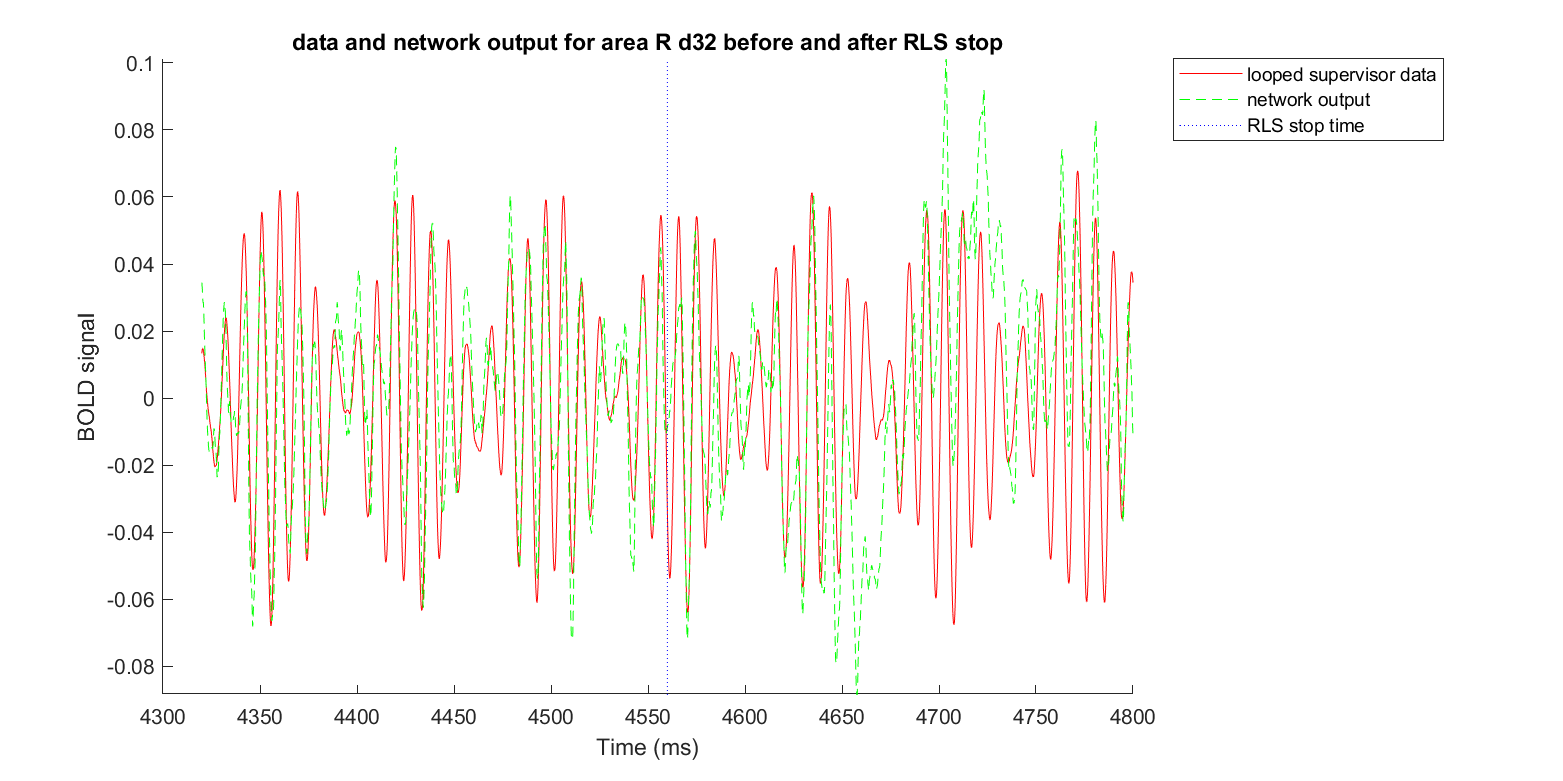 data and network output for area R d32 before and after RLS stop
looped supervisor data
network output
RLS stop time
BOLD signal
0.1
0.08
0.06
0.04
0.02
0
-0.02
-0.04
-0.06
-0.08
4300 4350 4400 4450 4500 4550 4600 4650 4700 4750 4800
Time (ms)